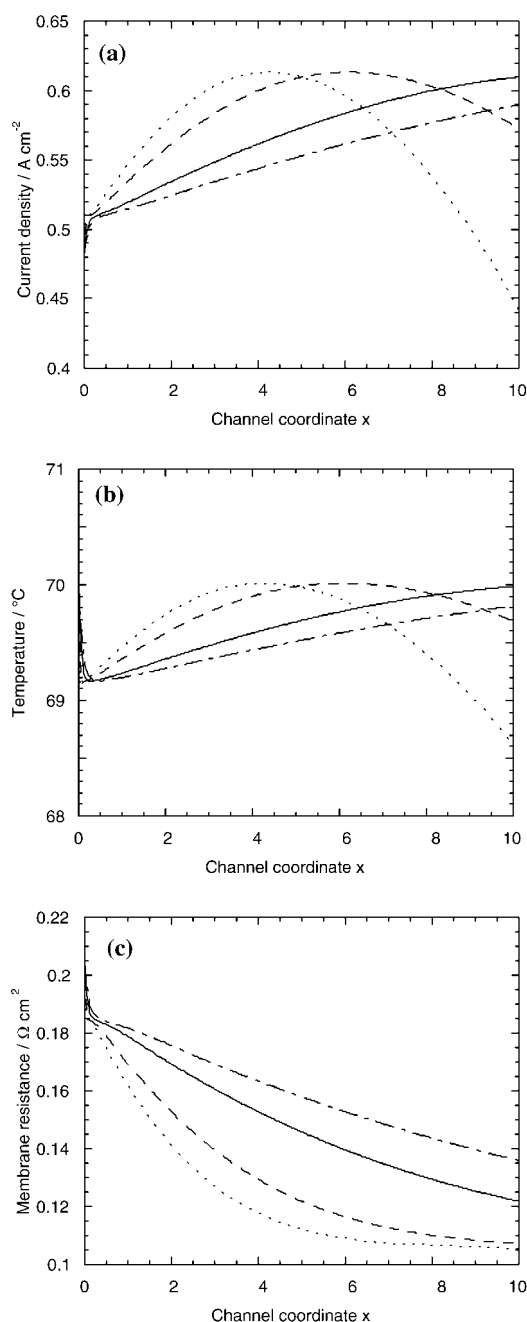 (a)
0.65
0.6
0.55
0.5
0.45
0.4
Current density / A cm-2
0 2 4 6 8 10
Channel coordinate x
(b)
71
70
69
68
Temperature / °C
0 2 4 6 8 10
Channel coordinate x
(c)
0.22
0.2
0.18
0.16
0.14
0.12
0.1
Membrane resistance / Ω cm2
0 2 4 6 8 10
Channel coordinate x